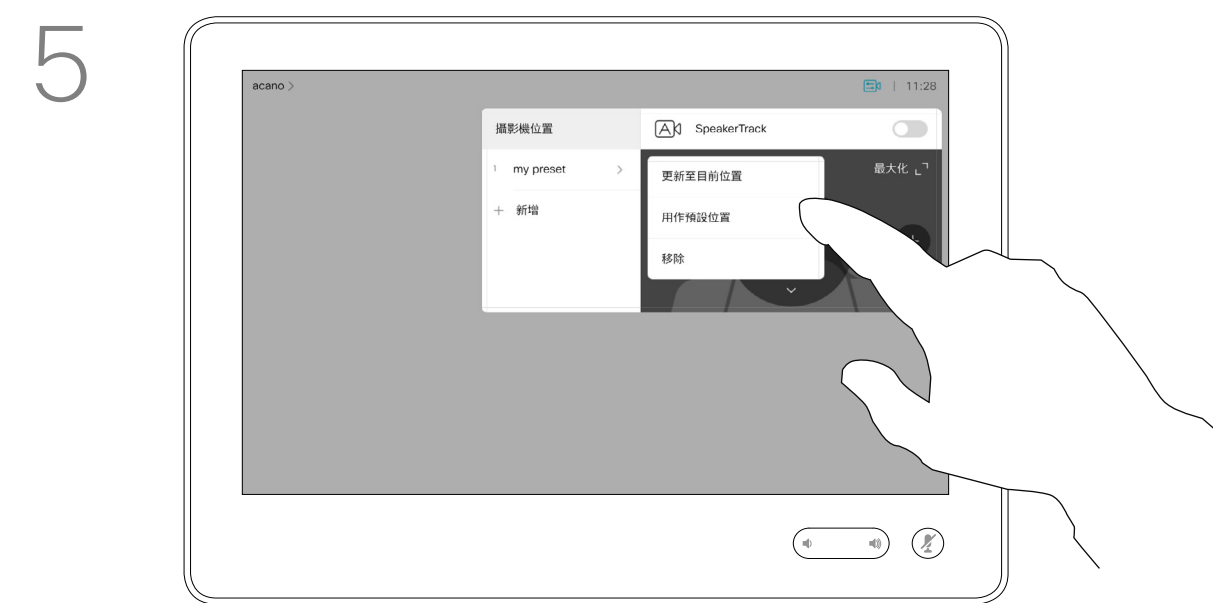 5
acano >
11:28
攝影機位置
SpeakerTrack
1 my preset >
最大化
更新至目前位置
+ 新增
用作預設位置
移除